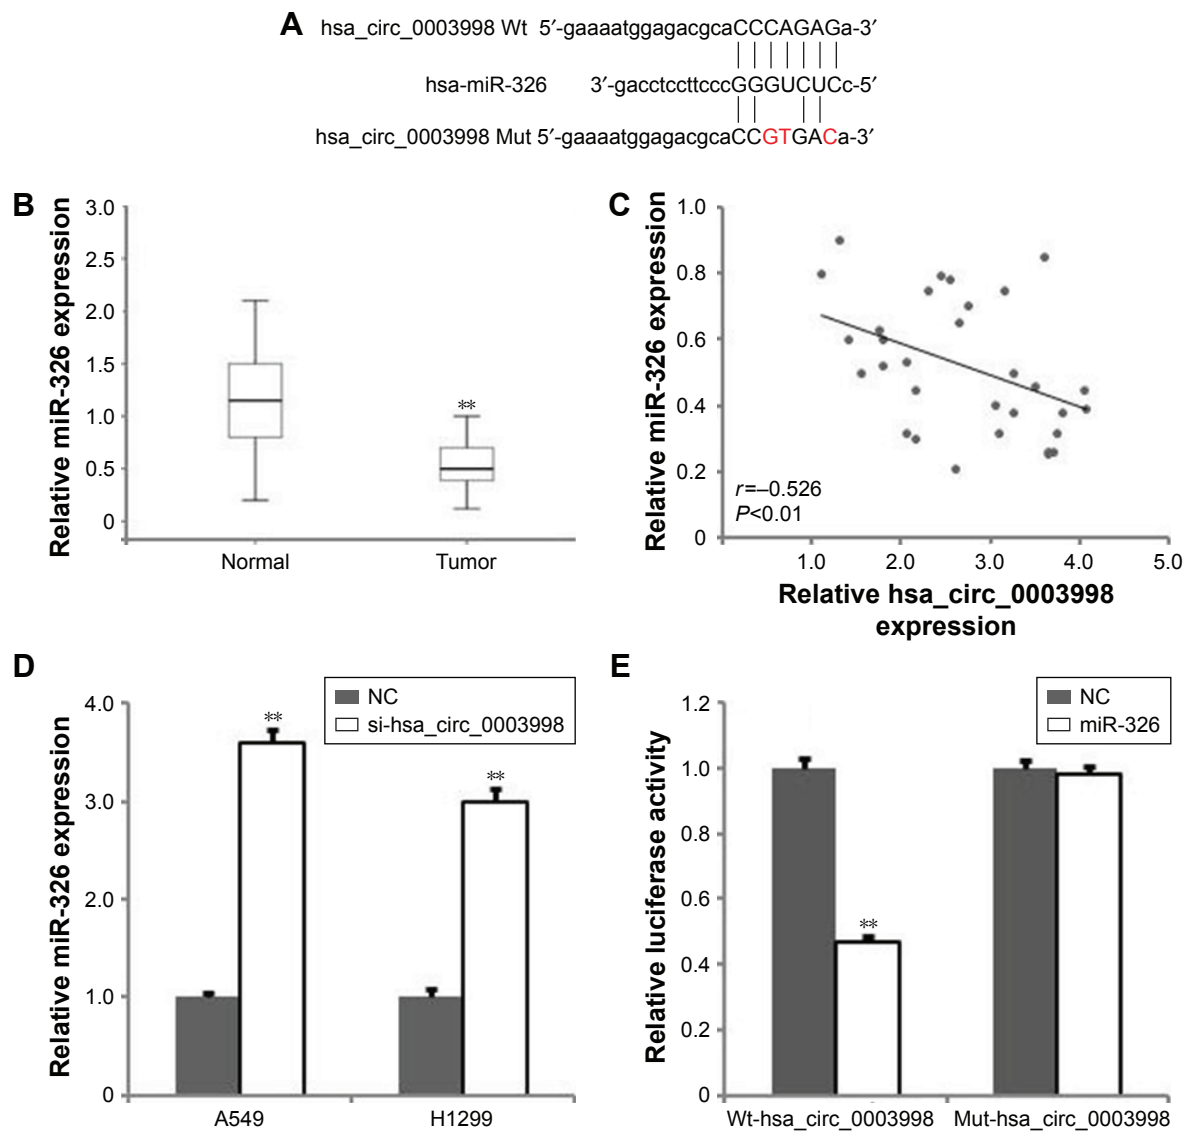 A
hsa_circ_0003998 Wt 5′-gaaaatggagacgcaCCCAGAGa-3′
hsa-miR-326 3′-gacctccttcccGGGUCUCc-5′
hsa_circ_0003998 Mut 5′-gaaaatggagacgcaCCGTGACa-3′
B
Relative miR-326 expression
3.0
2.5
2.0
1.5
1.0
0.5
0
**
Normal Tumor
C
Relative miR-326 expression
1.0
0.8
0.6
0.4
0.2
0
r=–0.526
P<0.01
1.0 2.0 3.0 4.0 5.0
Relative hsa_circ_0003998
expression
D
Relative miR-326 expression
4.0
3.0
2.0
1.0
0
NC
si-hsa_circ_0003998
**
**
A549 H1299
E
Relative luciferase activity
1.2
1.0
0.8
0.6
0.4
0.2
0
NC
miR-326
**
Wt-hsa_circ_0003998 Mut-hsa_circ_0003998